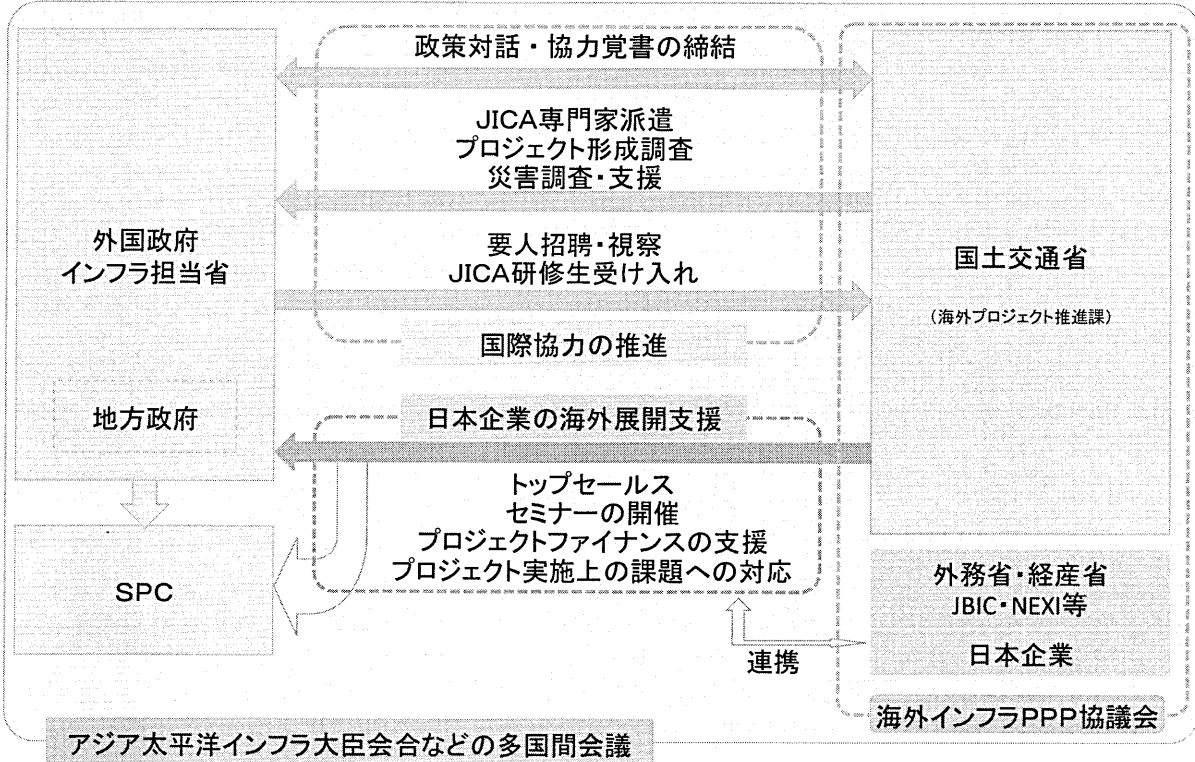 政策対話・協力覚書の締結
JICA専門家派遣
プロジェクト形成調査
災害調査・支援
外国政府
インフラ担当省
要人招聘・視察
JICA研修生受け入れ
国土交通省
（海外プロジェクト推進課）
国際協力の推進
地方政府
日本企業の海外展開支援
トップセールス
セミナーの開催
プロジェクトファイナンスの支援
プロジェクト実施上の課題への対応
SPC
外務省・経産省
JBIC・NEXI等
連携
日本企業
海外インフラPPP協議会
アジア太平洋インフラ大臣会合などの多国間会議